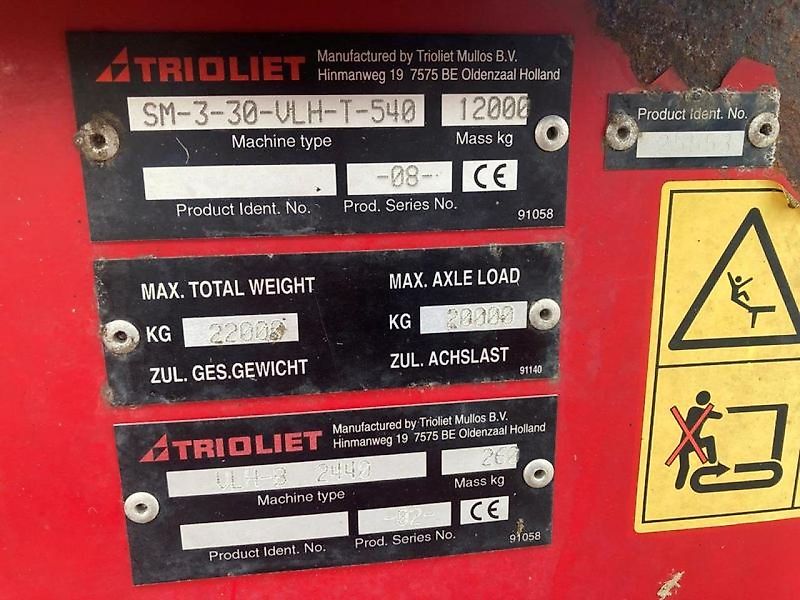 TRIOLIET
Manufactured by Trioliet Mullos B.V.
Hinmanweg 19 7575 BE Oldenzaal Holland
SM-3-30-VLH-T-540 12000
Machine type Mass kg
-08- CE
Product Ident. No. Prod. Series No.
91058
Product Ident. No.
MAX. TOTAL WEIGHT MAX. AXLE LOAD
KG 22000 KG 20000
ZUL. GES.GEWICHT ZUL. ACHSLAST
91140
TRIOLIET
Manufactured by Trioliet Mullos B.V.
Hinmanweg 19 7575 BE Oldenzaal Holland
VLH-B 2440 260
Machine type Mass kg
-02- CE
Product Ident. No. Prod. Series No.
91058